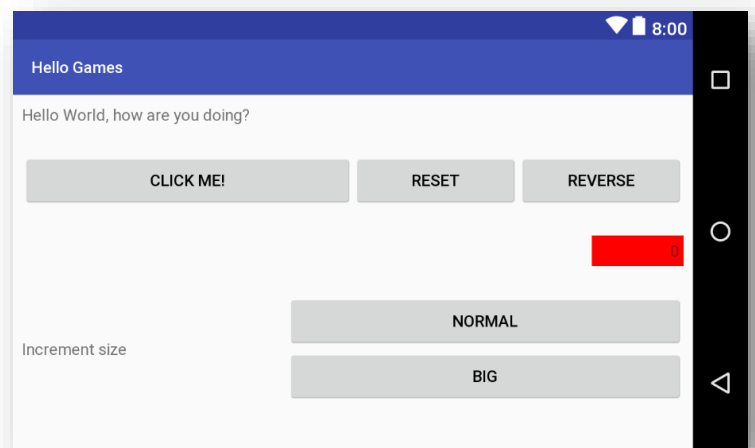 8:00
Hello Games
Hello World, how are you doing?
CLICK ME! RESET REVERSE
0
NORMAL
Increment size
BIG